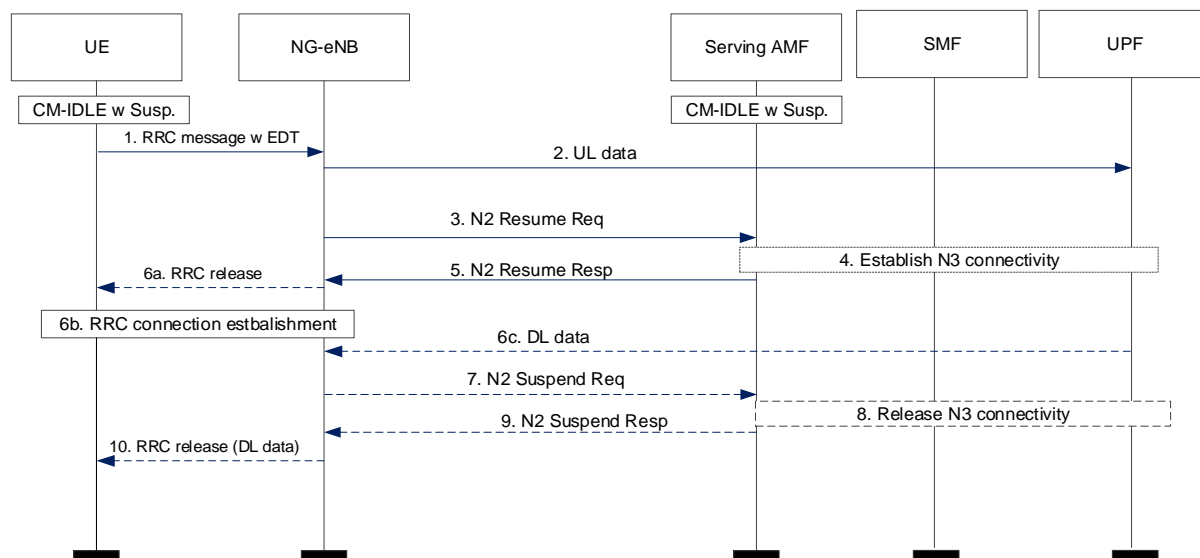 UE
NG-eNB
Serving AMF
SMF
UPF
CM-IDLE w Susp.
CM-IDLE w Susp.
1. RRC message w EDT
2. UL data
3. N2 Resume Req
4. Establish N3 connectivity
5. N2 Resume Resp
6a. RRC release
6b. RRC connection estbalishment
6c. DL data
7. N2 Suspend Req
8. Release N3 connectivity
9. N2 Suspend Resp
10. RRC release (DL data)